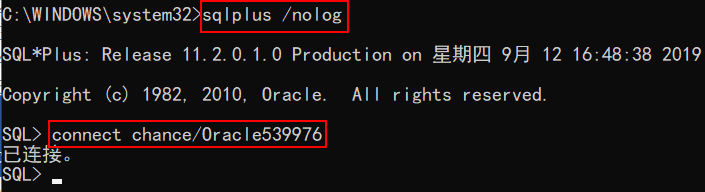 C:\WINDOWS\system32>sqlplus /nolog
SQL*Plus: Release 11.2.0.1.0 Production on 星期四 9月 12 16:48:38 2019
Copyright (c) 1982, 2010, Oracle.  All rights reserved.
SQL> connect chance/Oracle539976
已连接。
SQL>